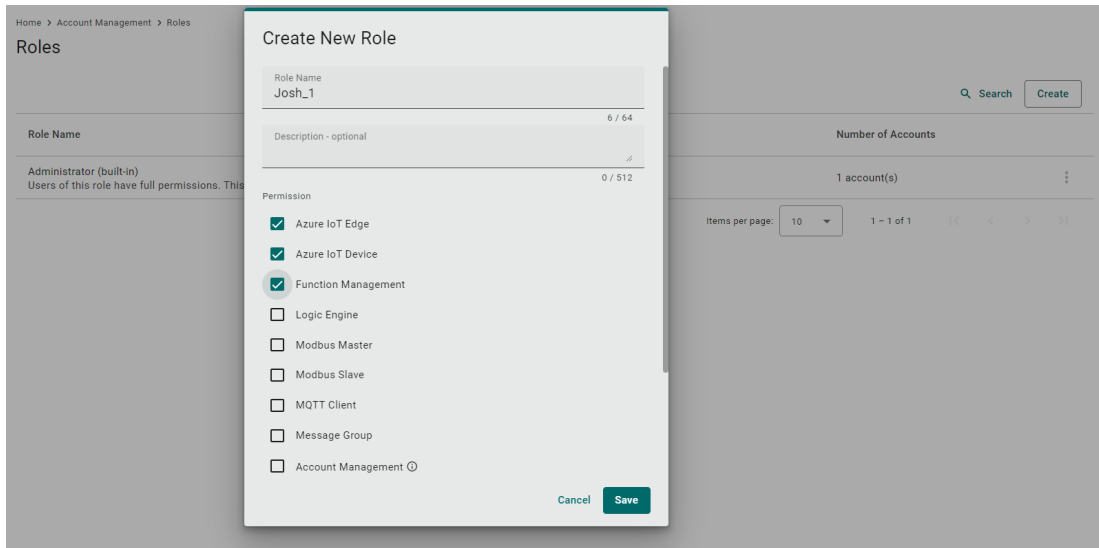 Home > Account Management > Roles
Roles
Search
Create
Role Name
Number of Accounts
Administrator (built-in)
Users of this role have full permissions. This
1 account(s)
Items per page: 10
1 – 1 of 1
Create New Role
Role Name
Josh_1
6 / 64
Description - optional
0 / 512
Permission
Azure IoT Edge
Azure IoT Device
Function Management
Logic Engine
Modbus Master
Modbus Slave
MQTT Client
Message Group
Account Management
Cancel
Save